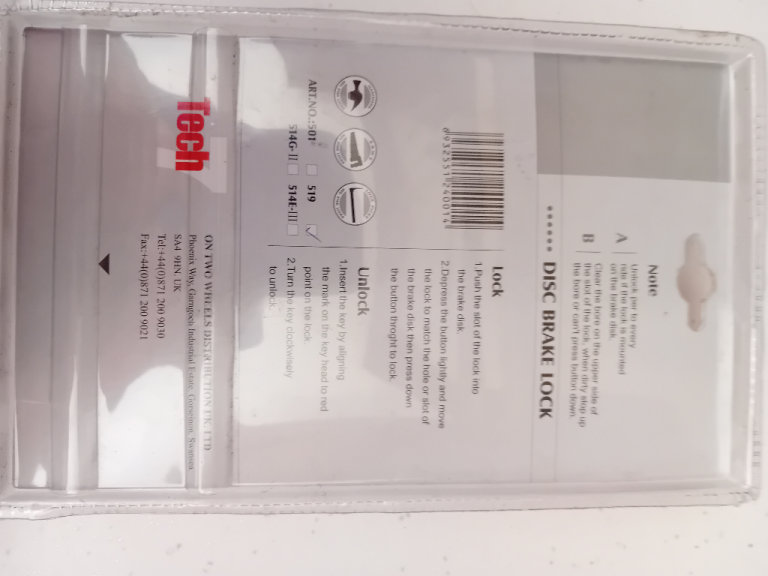 Note
A Unlock per to every
ride if the lock is mounted
on the brake disk.
B Clear the bore on the upper side of
the slot of the lock, when dirty stop up
the bore or can't press button down.
DISC BRAKE LOCK
Lock
1.Push the slot of the lock into
the brake disk.
2.Depress the button lightly and move
the lock to match the hole or slot of
the brake disk then press down
the button throght to lock.
Unlock
1.Insert the key by aligning
the mark on the key head to red
point on the lock.
2.Turn the key clockwisely
to unlock.
6932551240014
ART.NO.:501
519 ✓
514G-II
514E-III
Tech 7
ON TWO WHEELS DISTRIBUTION UK LTD
Phoenix Way, Garngoch Industrial Estate, Gorseinon, Swansea
SA4 9HN. UK
Tel:+44(0)871 200 9030
Fax:+44(0)871 200 9021